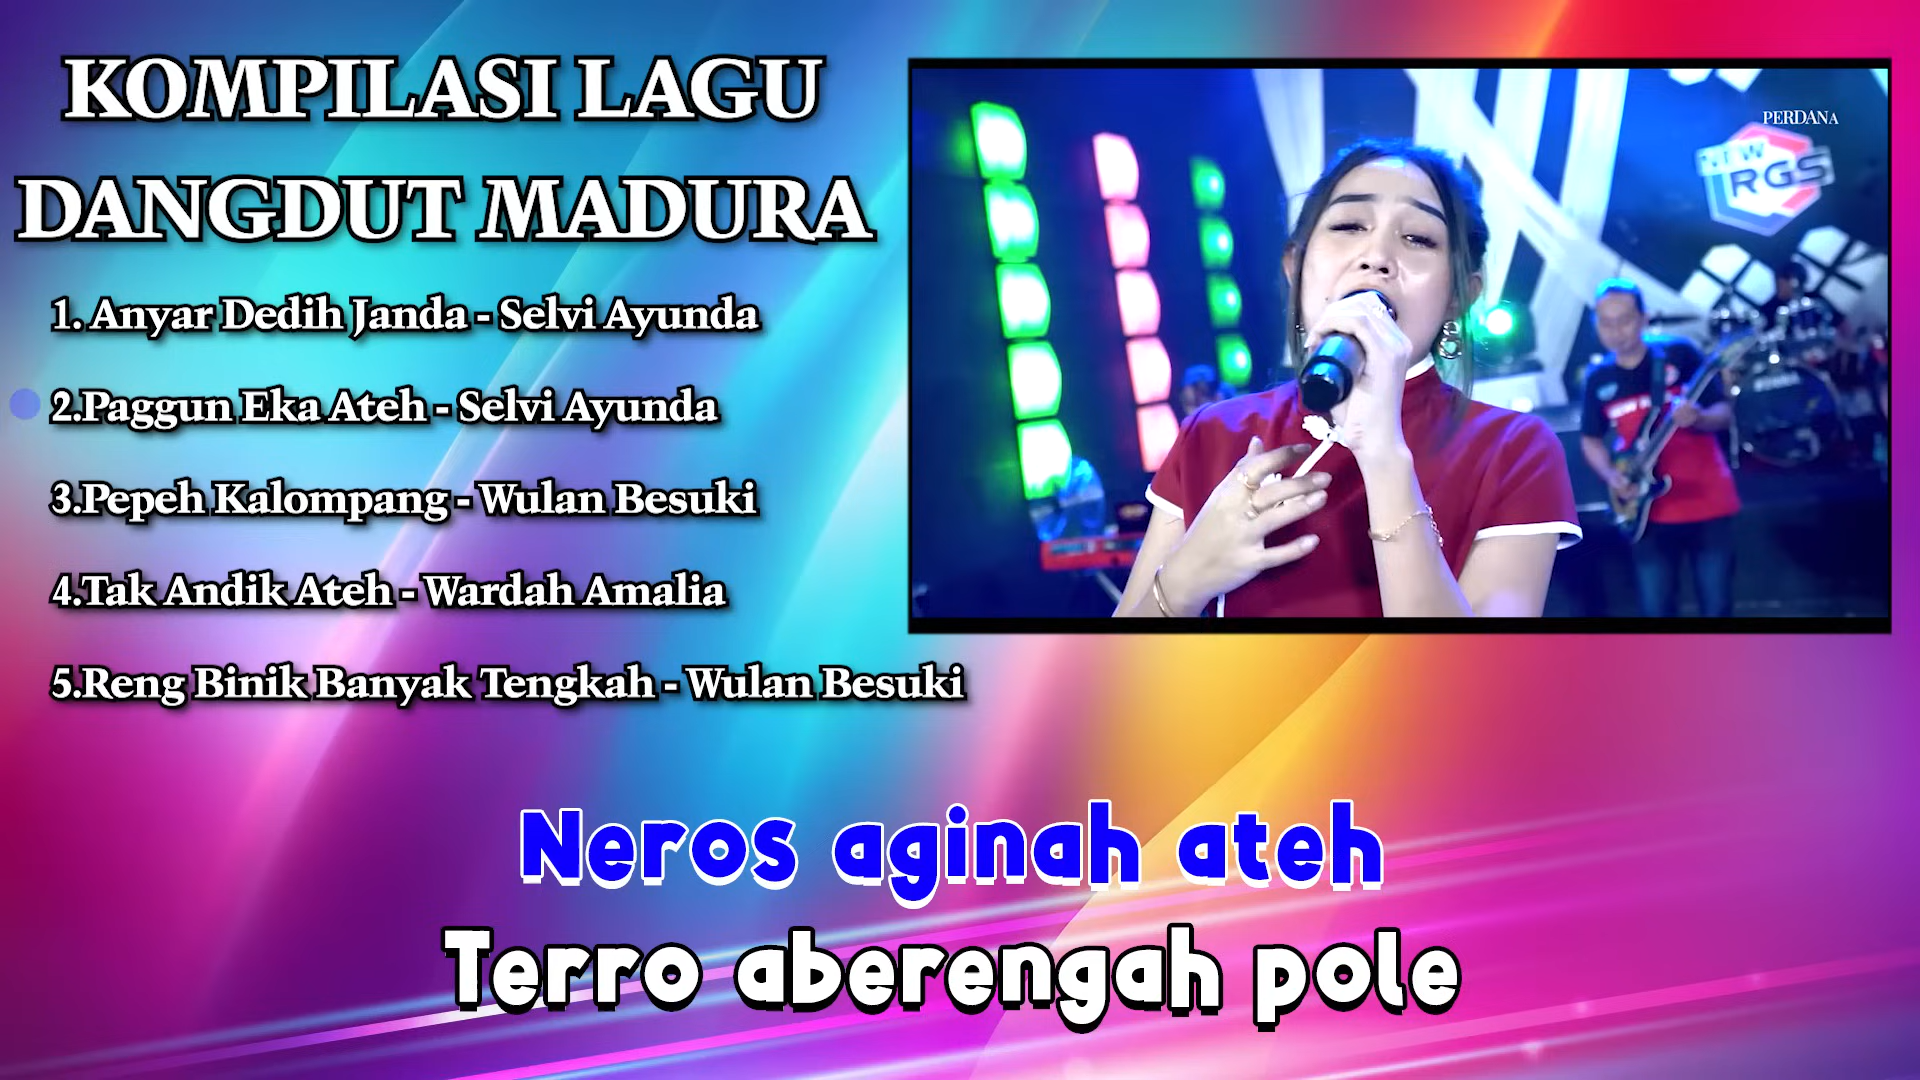 KOMPILASI LAGU
DANGDUT MADURA
1. Anyar Dedih Janda - Selvi Ayunda
2.Paggun Eka Ateh - Selvi Ayunda
3.Pepeh Kalompang - Wulan Besuki
4.Tak Andik Ateh - Wardah Amalia
5.Reng Binik Banyak Tengkah - Wulan Besuki
PERDANA
NEW
RGS
Neros aginah ateh
Terro aberengah pole